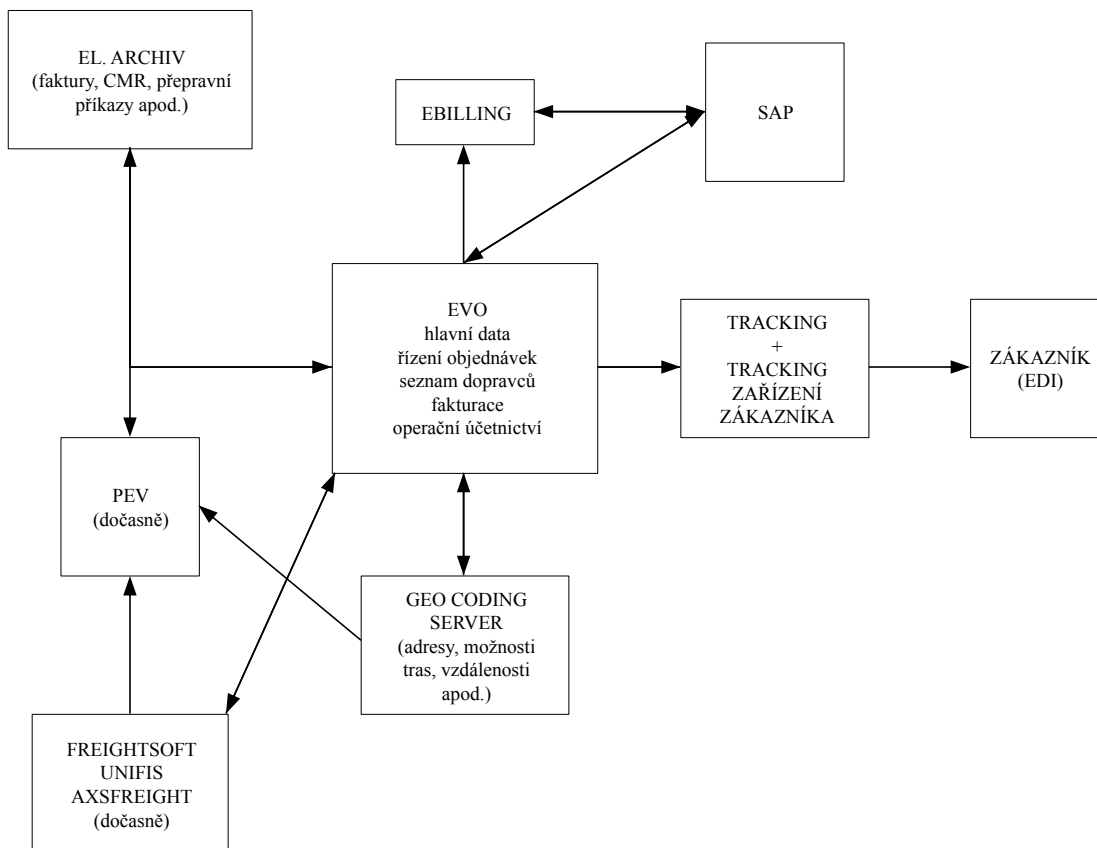 EL. ARCHIV
(faktury, CMR, přepravní
příkazy apod.)
EBILLING
SAP
EVO
hlavní data
řízení objednávek
seznam dopravců
fakturace
operační účetnictví
TRACKING
+
TRACKING
ZAŘÍZENÍ
ZÁKAZNÍKA
ZÁKAZNÍK
(EDI)
PEV
(dočasně)
GEO CODING
SERVER
(adresy, možnosti
tras, vzdálenosti
apod.)
FREIGHTSOFT
UNIFIS
AXSFREIGHT
(dočasně)